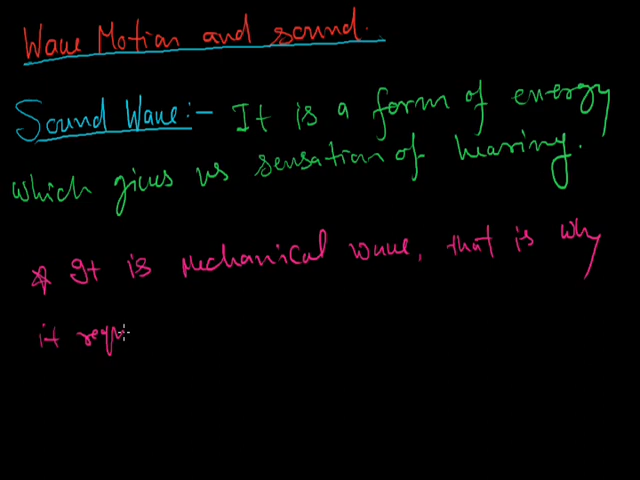 Wave Motion and sound.
Sound Wave:- It is a form of energy
which gives us sensation of hearing.
* It is mechanical wave, that is why
it requi